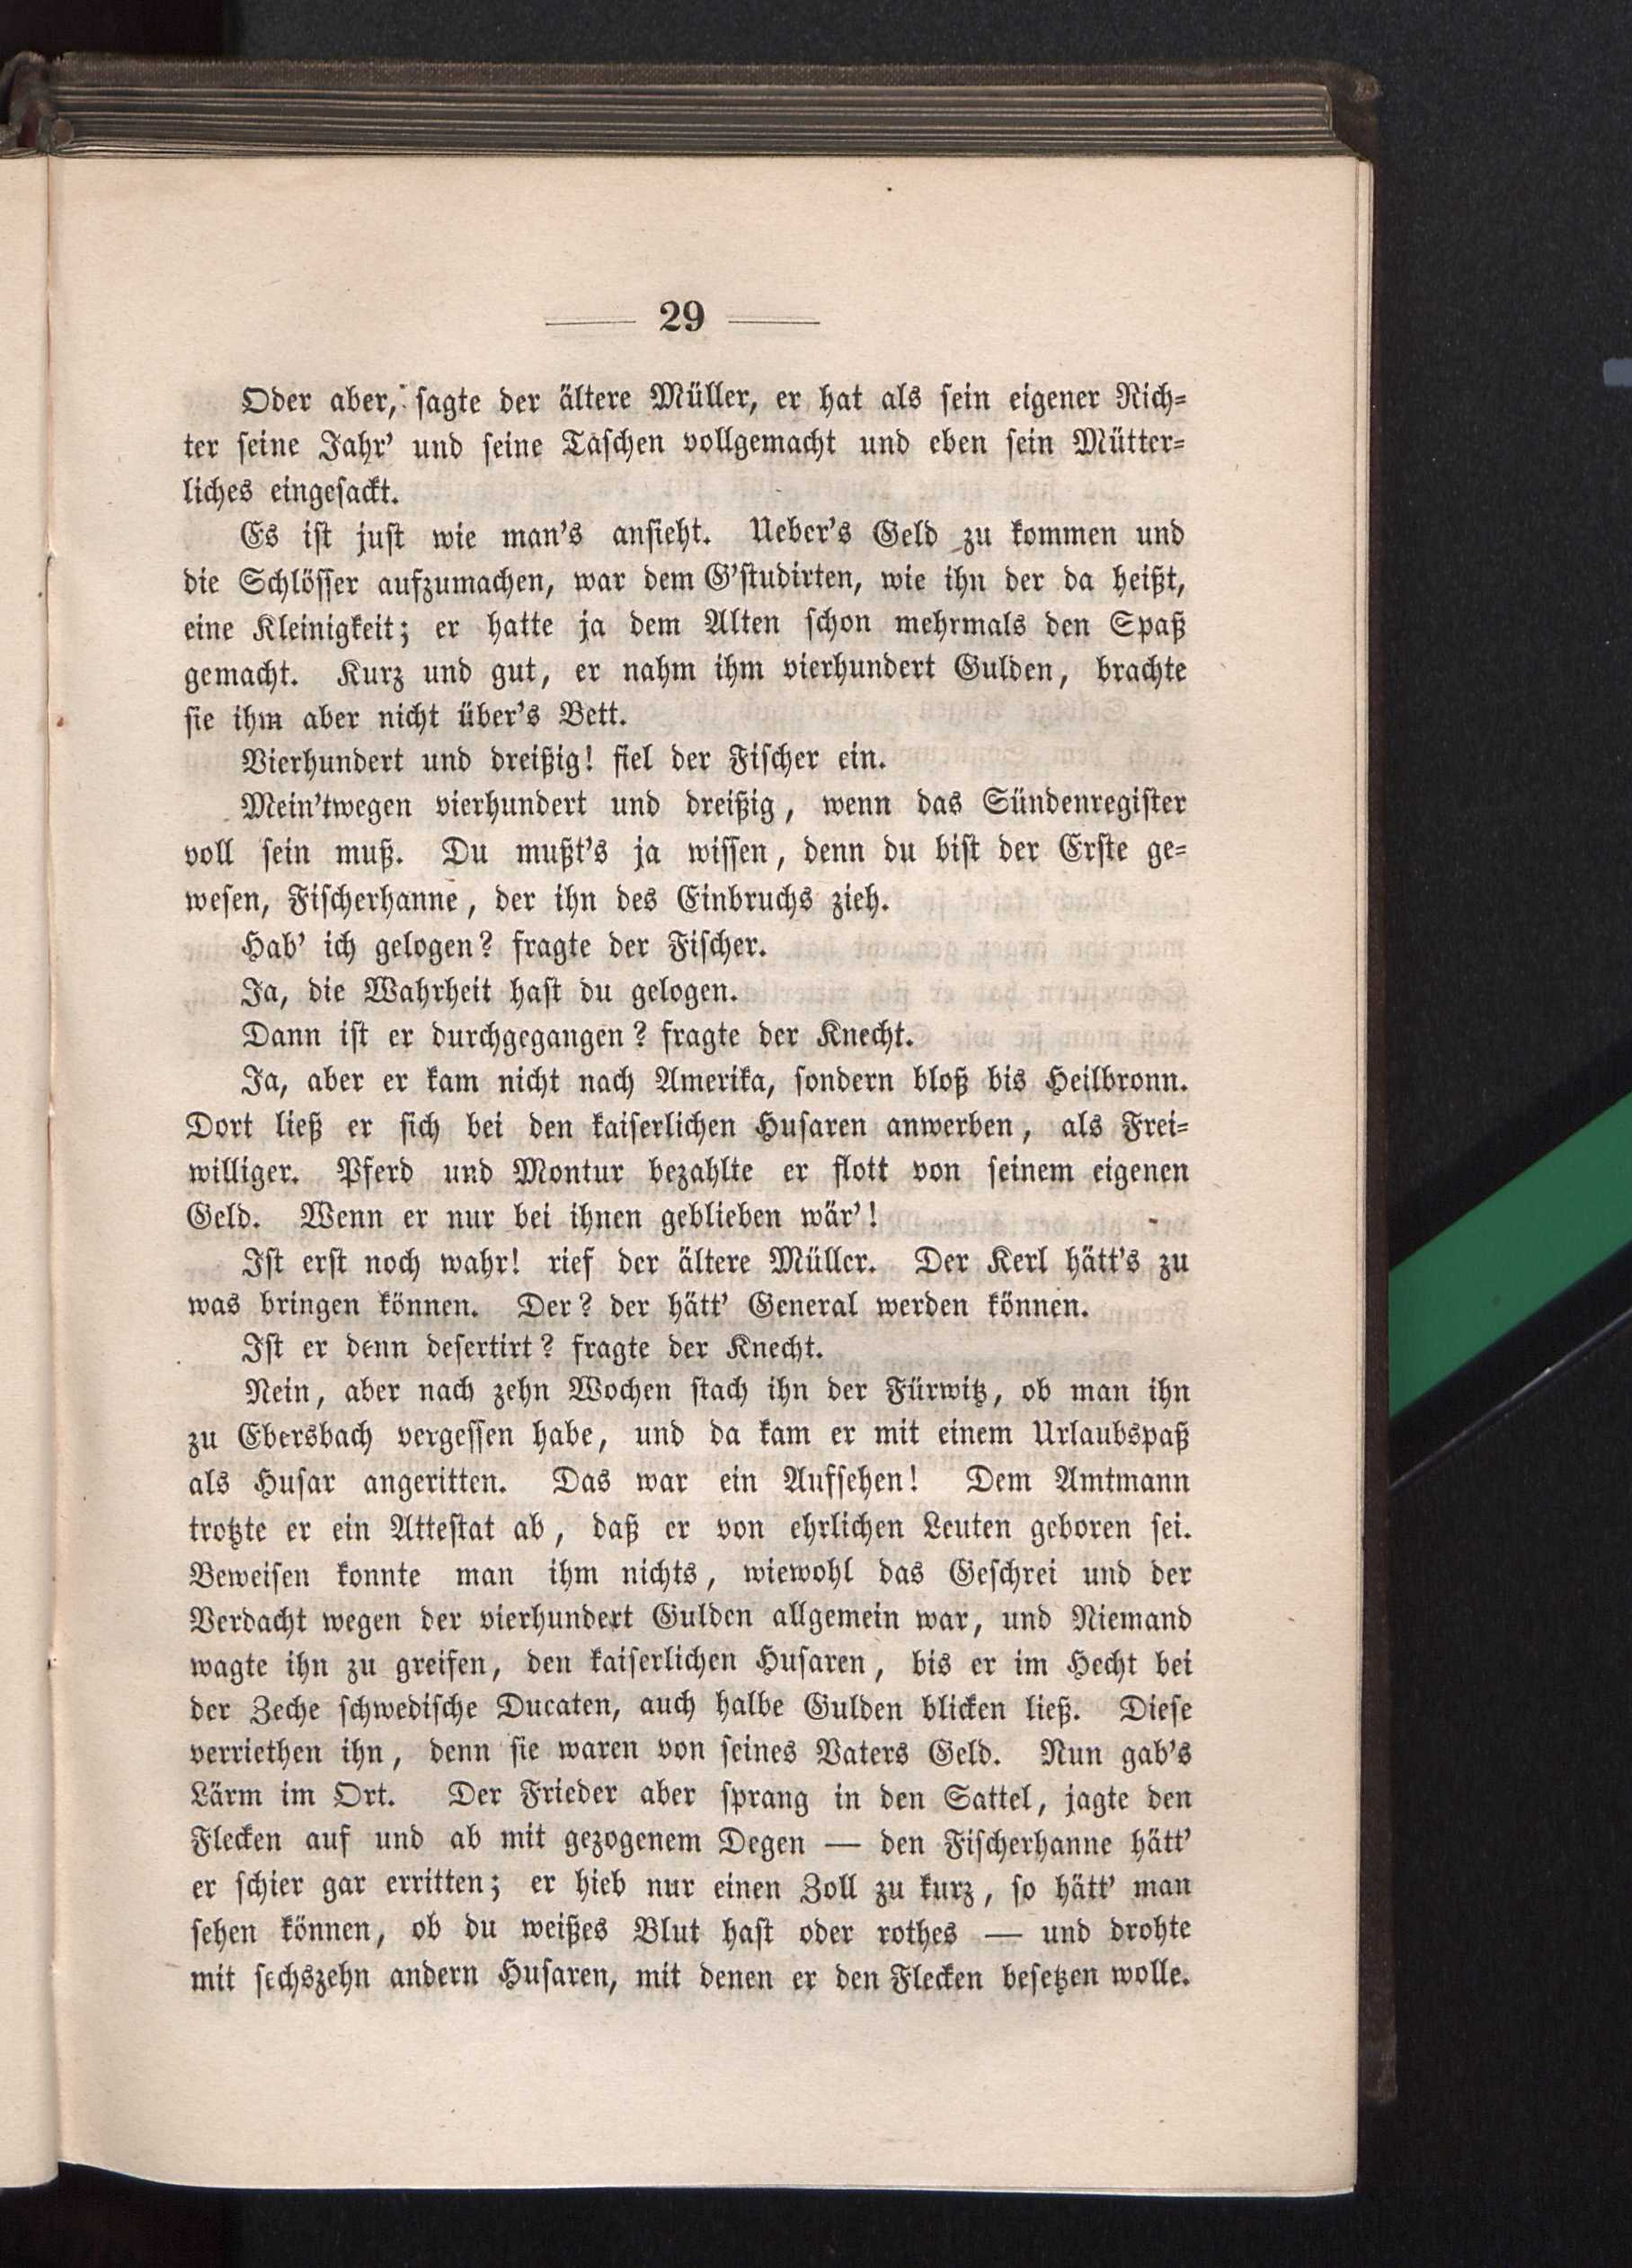 29
Oder aber, sagte der ältere Müller, er hat als sein eigener Rich-
ter seine Jahr' und seine Taschen vollgemacht und eben sein Mütter-
liches eingesackt.
Es ist just wie man's ansieht. Ueber's Geld zu kommen und
die Schlösser aufzumachen, war dem G'studirten, wie ihn der da heißt,
eine Kleinigkeit; er hatte ja dem Alten schon mehrmals den Spaß
gemacht. Kurz und gut, er nahm ihm vierhundert Gulden, brachte
sie ihm aber nicht über's Bett.
Vierhundert und dreißig! fiel der Fischer ein.
Mein'twegen vierhundert und dreißig, wenn das Sündenregister
voll sein muß. Du mußt's ja wissen, denn du bist der Erste ge-
wesen, Fischerhanne, der ihn des Einbruchs zieh.
Hab' ich gelogen? fragte der Fischer.
Ja, die Wahrheit hast du gelogen.
Dann ist er durchgegangen? fragte der Knecht.
Ja, aber er kam nicht nach Amerika, sondern bloß bis Heilbronn.
Dort ließ er sich bei den kaiserlichen Husaren anwerben, als Frei-
williger. Pferd und Montur bezahlte er flott von seinem eigenen
Geld. Wenn er nur bei ihnen geblieben wär'!
Ist erst noch wahr! rief der ältere Müller. Der Kerl hätt's zu
was bringen können. Der? der hätt' General werden können.
Ist er denn desertirt? fragte der Knecht.
Nein, aber nach zehn Wochen stach ihn der Fürwitz, ob man ihn
zu Ebersbach vergessen habe, und da kam er mit einem Urlaubspaß
als Husar angeritten. Das war ein Aufsehen! Dem Amtmann
trotzte er ein Attestat ab, daß er von ehrlichen Leuten geboren sei.
Beweisen konnte man ihm nichts, wiewohl das Geschrei und der
Verdacht wegen der vierhundert Gulden allgemein war, und Niemand
wagte ihn zu greifen, den kaiserlichen Husaren, bis er im Hecht bei
der Zeche schwedische Ducaten, auch halbe Gulden blicken ließ. Diese
verriethen ihn, denn sie waren von seines Vaters Geld. Nun gab's
Lärm im Ort. Der Frieder aber sprang in den Sattel, jagte den
Flecken auf und ab mit gezogenem Degen — den Fischerhanne hätt'
er schier gar erritten; er hieb nur einen Zoll zu kurz, so hätt' man
sehen können, ob du weißes Blut hast oder rothes — und drohte
mit sechszehn andern Husaren, mit denen er den Flecken besetzen wolle.